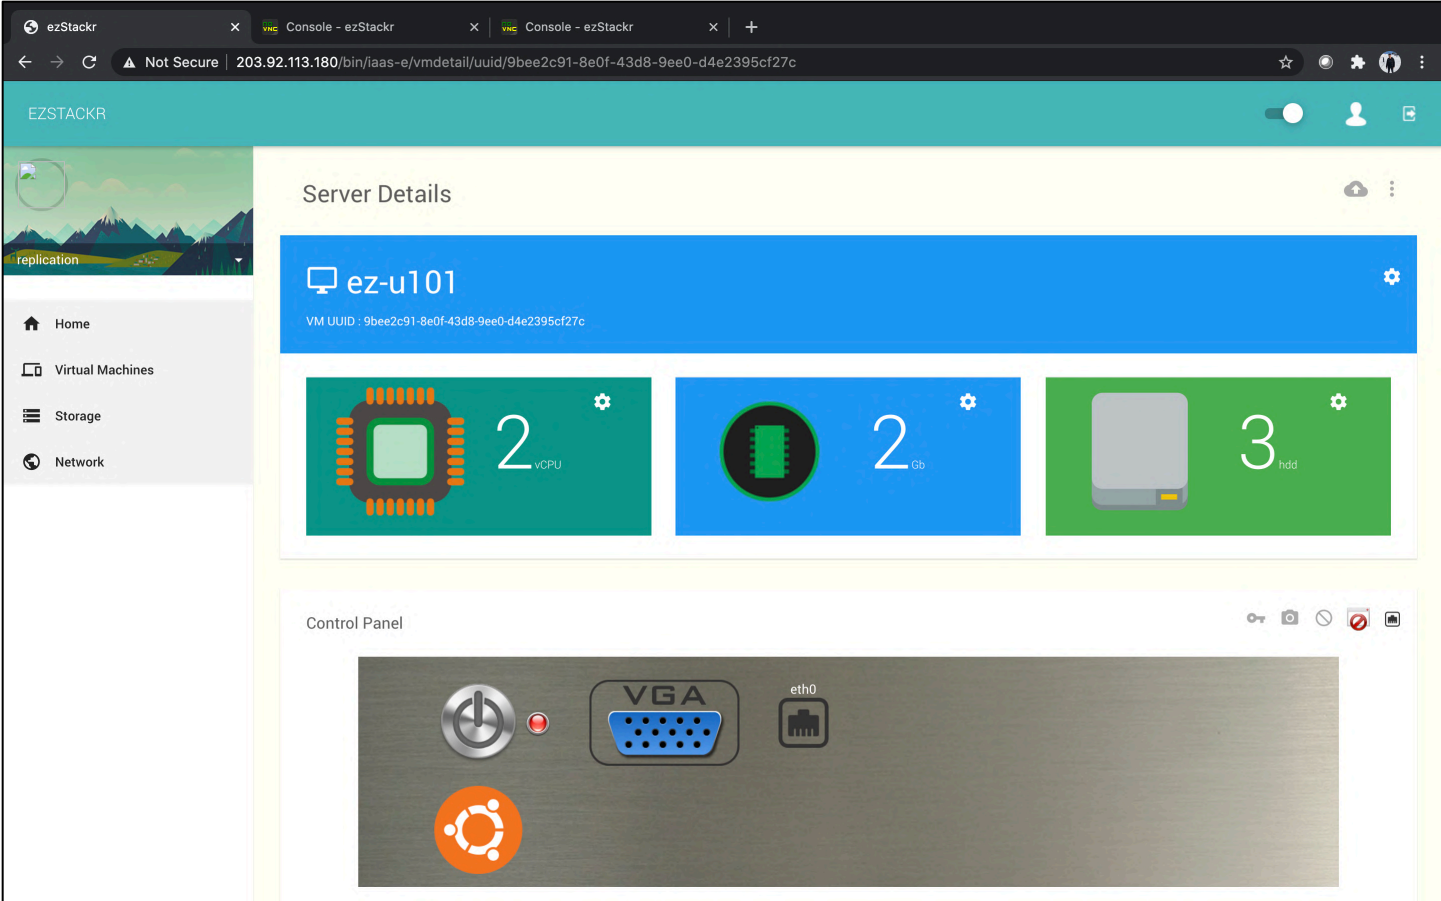 ezStackr
Console - ezStackr
Console - ezStackr
Not Secure | 203.92.113.180/bin/iaas-e/vmdetail/uuid/9bee2c91-8e0f-43d8-9ee0-d4e2395cf27c
EZSTACKR
replication
Home
Virtual Machines
Storage
Network
Server Details
ez-u101
VM UUID : 9bee2c91-8e0f-43d8-9ee0-d4e2395cf27c
2 vCPU
2 Gb
3 hdd
Control Panel
VGA
eth0